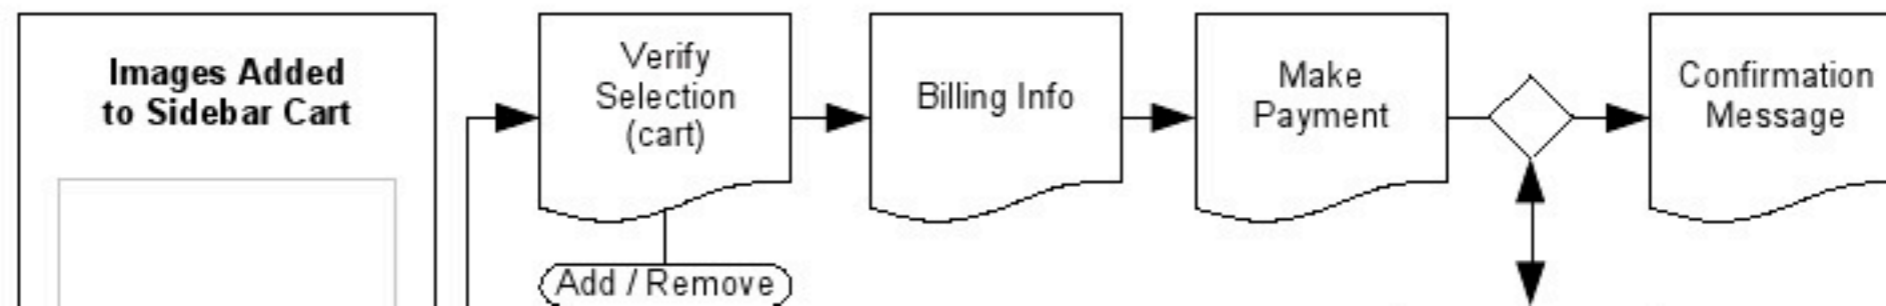 Images Added
to Sidebar Cart
Verify
Selection
(cart)
Add / Remove
Billing Info
Make
Payment
Confirmation
Message